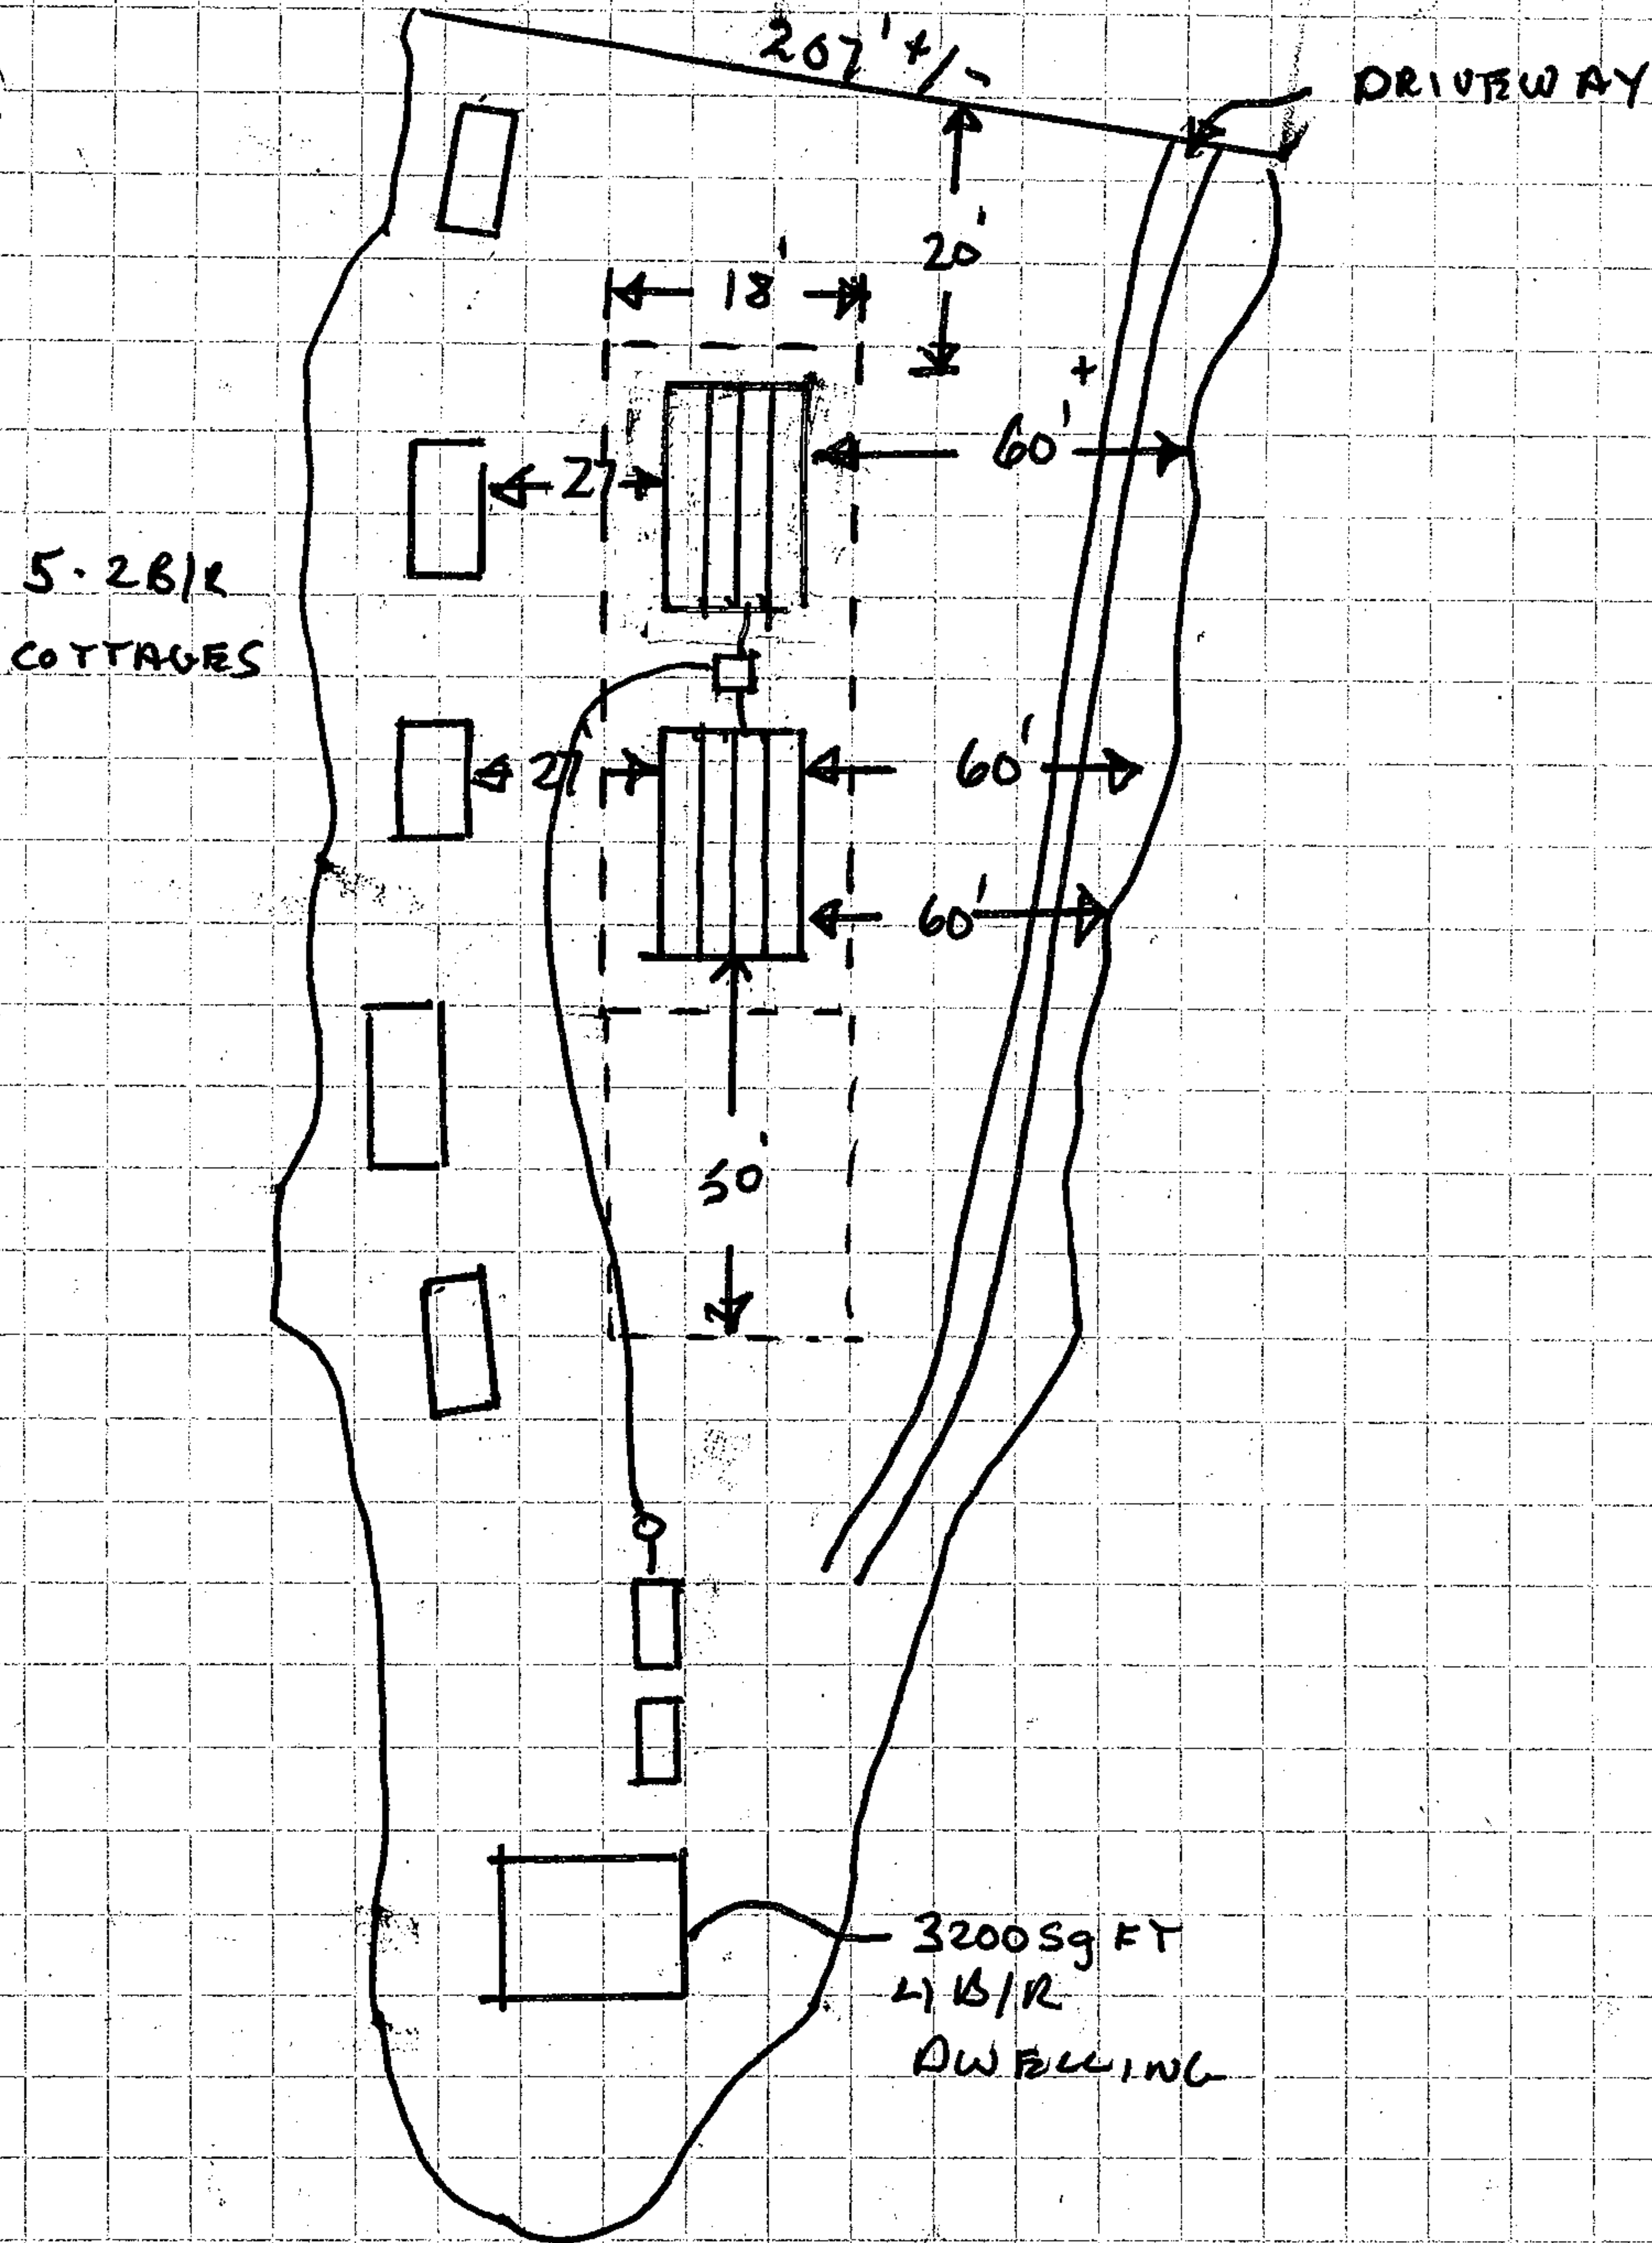 207' +/-
DRIVEWAY
20'
18'
+
60'
27
5 · 2B/R
COTTAGES
27
60'
60'
50'
3200 Sq FT
4 B/R
DWELLING